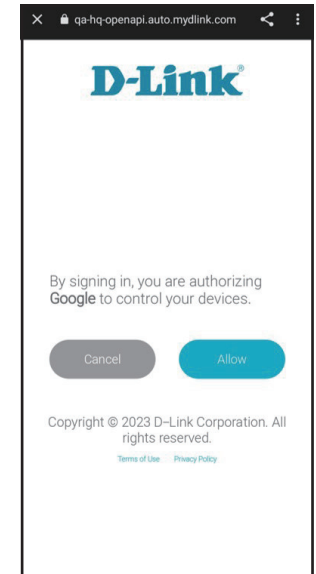 qa-hq-openapi.auto.mydlink.com
D-Link®
By signing in, you are authorizing
Google to control your devices.
Cancel Allow
Copyright © 2023 D-Link Corporation. All
rights reserved.
Terms of Use Privacy Policy